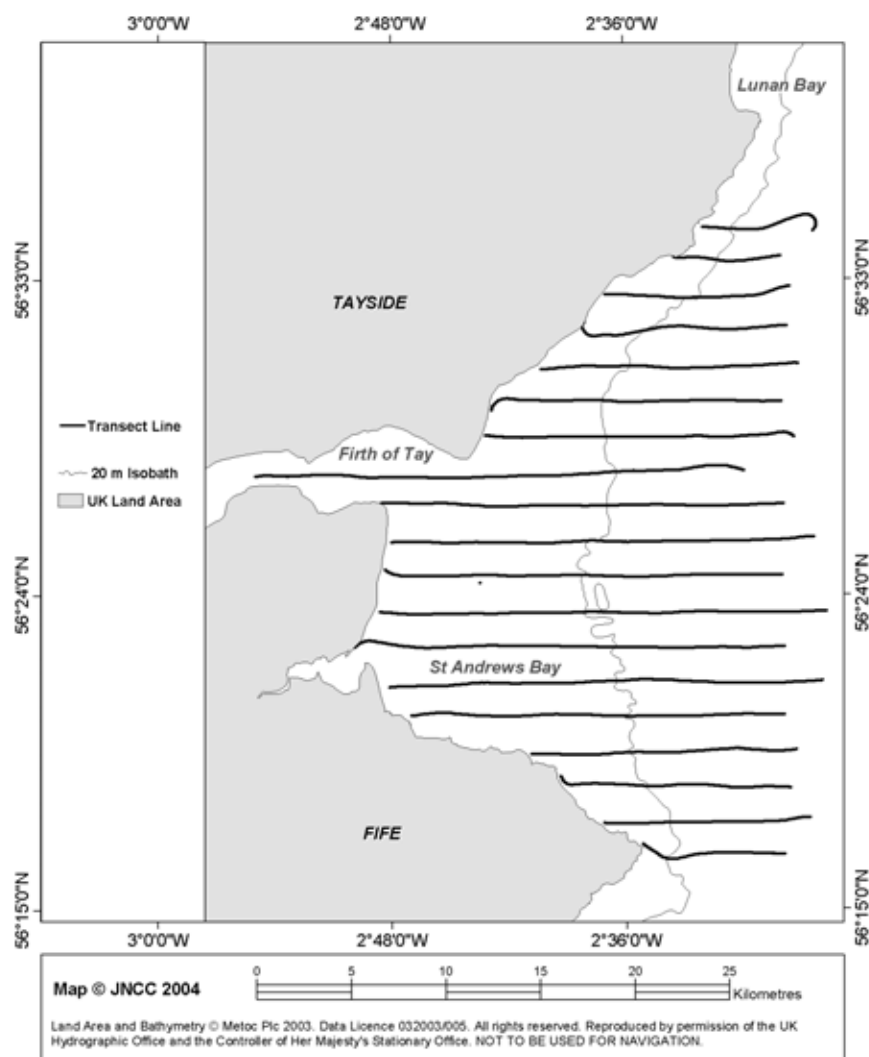 3°0'0"W 2°48'0"W 2°36'0"W
Lunan Bay
56°33'0"N 56°33'0"N
TAYSIDE
Transect Line
Firth of Tay
20 m Isobath
UK Land Area
56°24'0"N 56°24'0"N
St Andrews Bay
FIFE
56°15'0"N 56°15'0"N
3°0'0"W 2°48'0"W 2°36'0"W
0 5 10 15 20 25
Map © JNCC 2004
Kilometres
Land Area and Bathymetry © Metoc Plc 2003. Data Licence 032003/005. All rights reserved. Reproduced by permission of the UK
Hydrographic Office and the Controller of Her Majesty's Stationary Office. NOT TO BE USED FOR NAVIGATION.